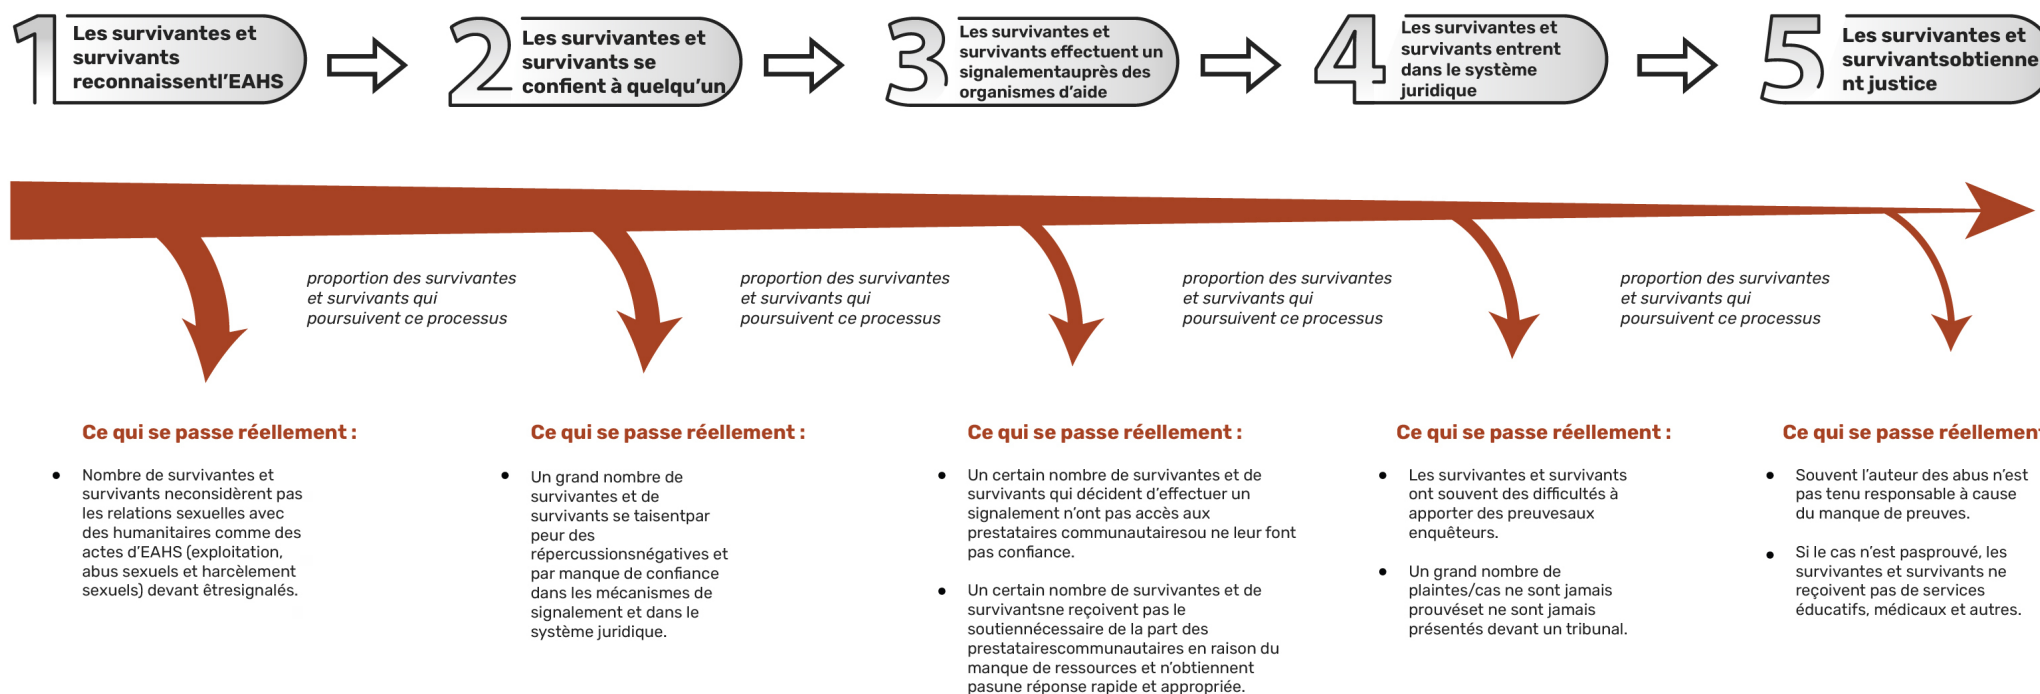 1
Les survivantes et
survivants
reconnaissentl'EAHS
2
Les survivantes et
survivants se
confient à quelqu'un
3
Les survivantes et
survivants effectuent un
signalementauprès des
organismes d'aide
4
Les survivantes et
survivants entrent
dans le système
juridique
5
Les survivantes et
survivantsobtienne
nt justice
proportion des survivantes
et survivants qui
poursuivent ce processus
proportion des survivantes
et survivants qui
poursuivent ce processus
proportion des survivantes
et survivants qui
poursuivent ce processus
proportion des survivantes
et survivants qui
poursuivent ce processus
Ce qui se passe réellement :
• Nombre de survivantes et
survivants neconsidèrent pas
les relations sexuelles avec
des humanitaires comme des
actes d'EAHS (exploitation,
abus sexuels et harcèlement
sexuels) devant êtresignalés.
Ce qui se passe réellement :
• Un grand nombre de
survivantes et de
survivants se taisentpar
peur des
répercussionsnégatives et
par manque de confiance
dans les mécanismes de
signalement et dans le
système juridique.
Ce qui se passe réellement :
• Un certain nombre de survivantes et de
survivants qui décident d'effectuer un
signalement n'ont pas accès aux
prestataires communautairesou ne leur font
pas confiance.
• Un certain nombre de survivantes et de
survivantsne reçoivent pas le
soutiennécessaire de la part des
prestatairescommunautaires en raison du
manque de ressources et n'obtiennent
pasune réponse rapide et appropriée.
Ce qui se passe réellement :
• Les survivantes et survivants
ont souvent des difficultés à
apporter des preuvesaux
enquêteurs.
• Un grand nombre de
plaintes/cas ne sont jamais
prouvéset ne sont jamais
présentés devant un tribunal.
Ce qui se passe réellement
• Souvent l'auteur des abus n'est
pas tenu responsable à cause
du manque de preuves.
• Si le cas n'est pasprouvé, les
survivantes et survivants ne
reçoivent pas de services
éducatifs, médicaux et autres.